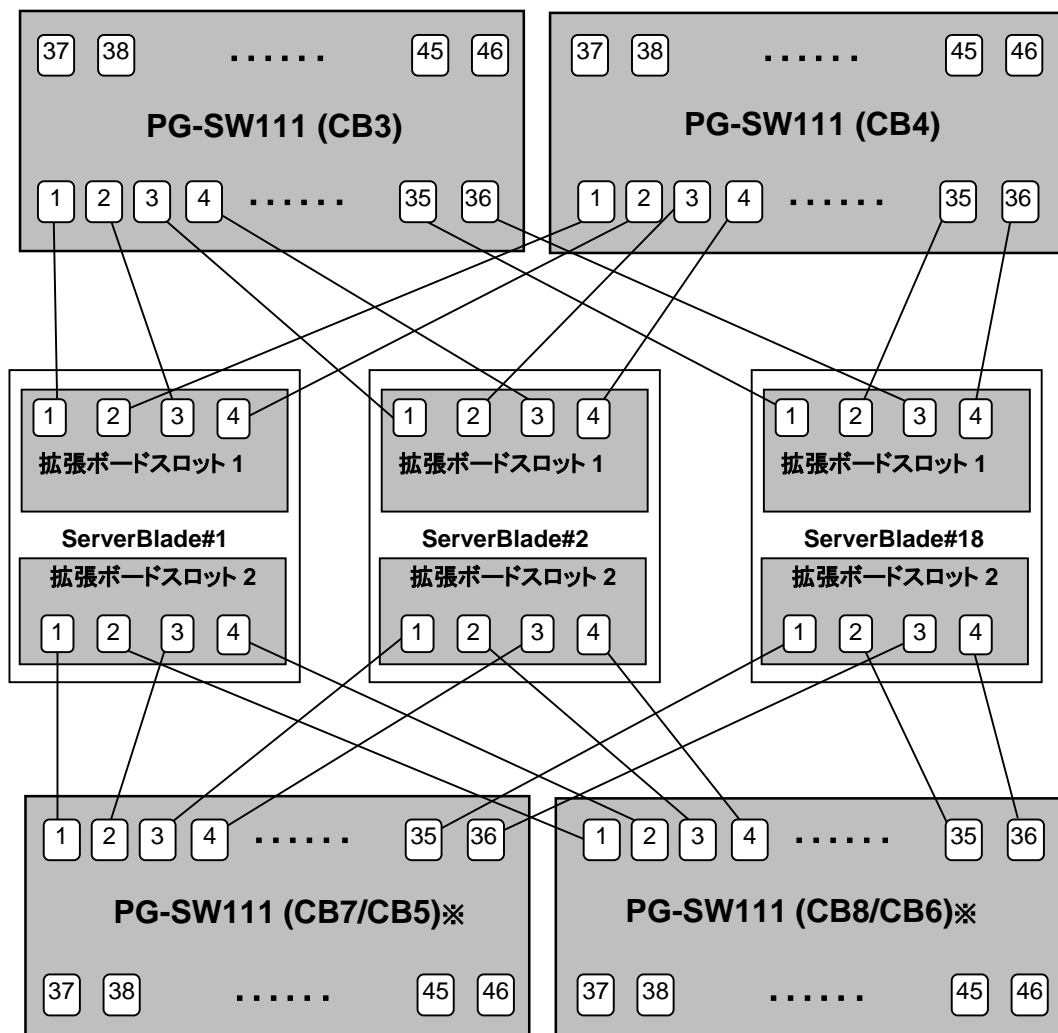 37 38 ...... 45 46
PG-SW111 (CB3)
1 2 3 4 ...... 35 36
37 38 ...... 45 46
PG-SW111 (CB4)
1 2 3 4 ...... 35 36
1 2 3 4
拡張ボードスロット 1
ServerBlade#1
拡張ボードスロット 2
1 2 3 4
1 2 3 4
拡張ボードスロット 1
ServerBlade#2
拡張ボードスロット 2
1 2 3 4
1 2 3 4
拡張ボードスロット 1
ServerBlade#18
拡張ボードスロット 2
1 2 3 4
1 2 3 4 ...... 35 36
PG-SW111 (CB7/CB5)※
37 38 ...... 45 46
1 2 3 4 ...... 35 36
PG-SW111 (CB8/CB6)※
37 38 ...... 45 46